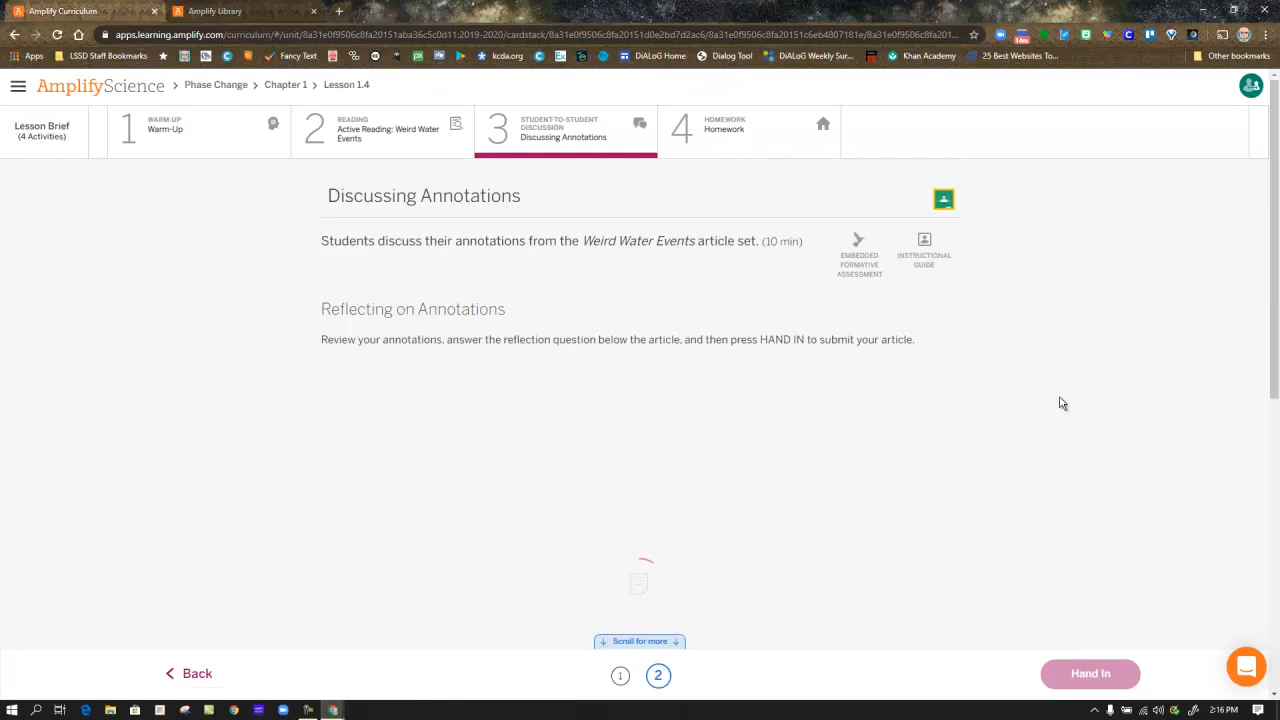 Amplify Curriculum
Amplify Library
apps.learning.amplify.com/curriculum/#/unit/8a31e0f9506c8fa20151aba36c5c0d11:2019-2020/cardstack/8a31e0f9506c8fa20151d0e2bd7d2ac6/8a31e0f9506c8fa20151c6eb4807181e/8a31e0f9506c8fa201...
14m
Apps
LSSD Staff Bookmarks
Fancy Text
kcda.org
DiALoG Home
Dialog Tool
DiALoG Weekly Sur...
Khan Academy
25 Best Websites To...
Other bookmarks
AmplifyScience > Phase Change > Chapter 1 > Lesson 1.4
Lesson Brief
(4 Activities)
1
WARM-UP
Warm-Up
2
READING
Active Reading: Weird Water
Events
3
STUDENT-TO-STUDENT
DISCUSSION
Discussing Annotations
4
HOMEWORK
Homework
Discussing Annotations
Students discuss their annotations from the Weird Water Events article set. (10 min)
EMBEDDED
FORMATIVE
ASSESSMENT
INSTRUCTIONAL
GUIDE
Reflecting on Annotations
Review your annotations, answer the reflection question below the article, and then press HAND IN to submit your article.
Scroll for more
Back
1
2
Hand In
2:16 PM